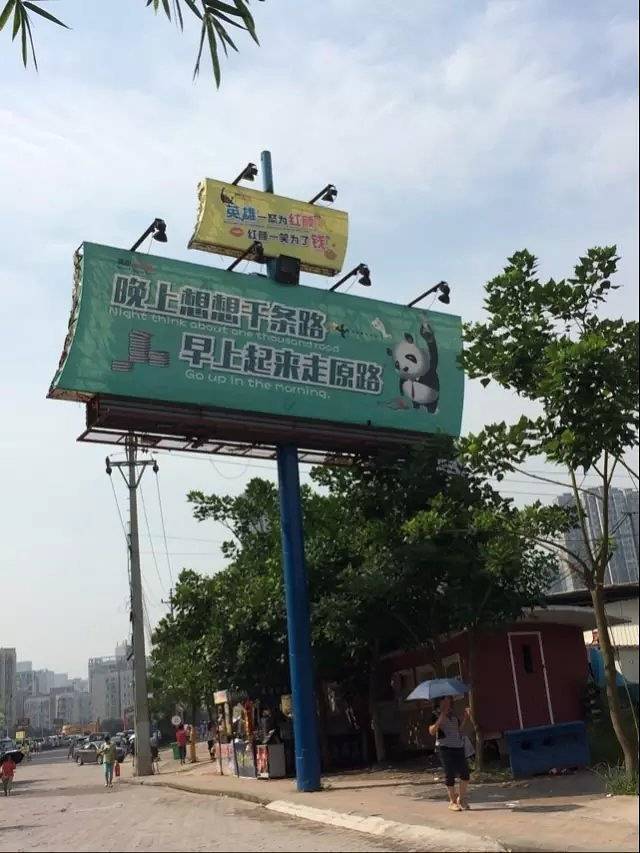 英雄一怒为红颜
红颜一笑为了钱
晚上想想千条路
Night think about one thousand road
早上起来走原路
Go up in the morning.